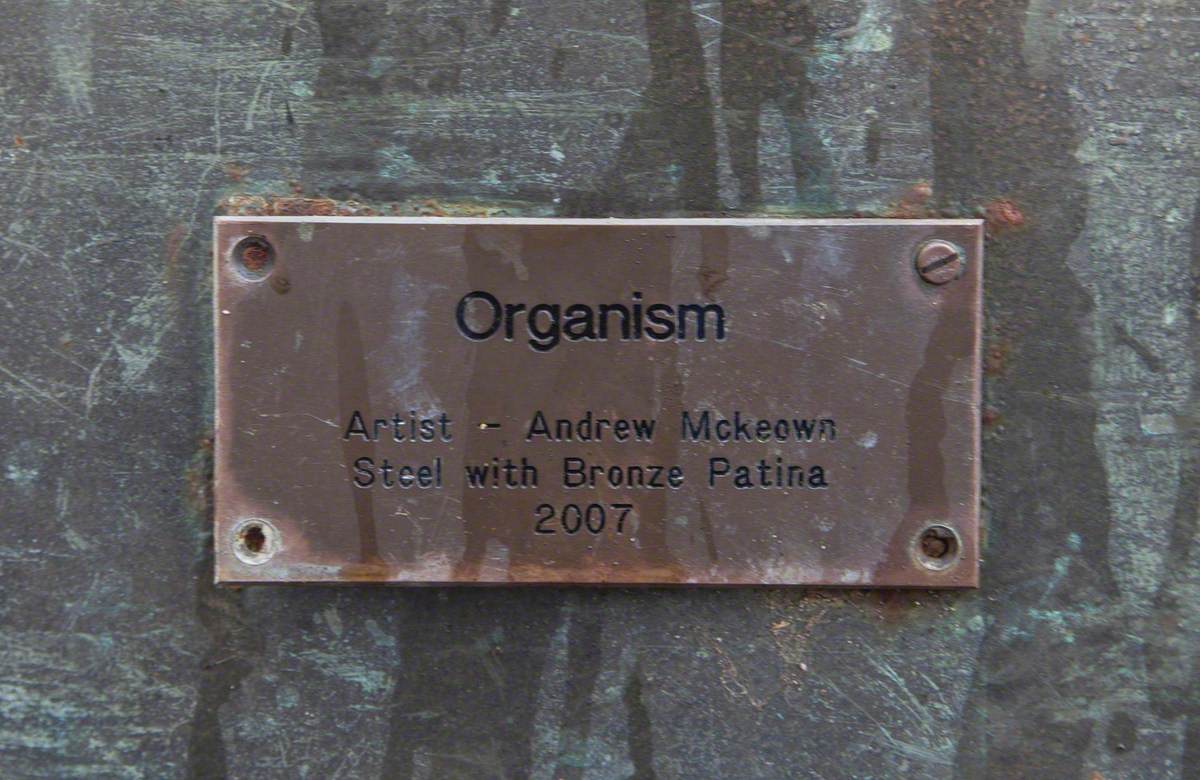 Organism
Artist - Andrew Mckeown
Steel with Bronze Patina
2007